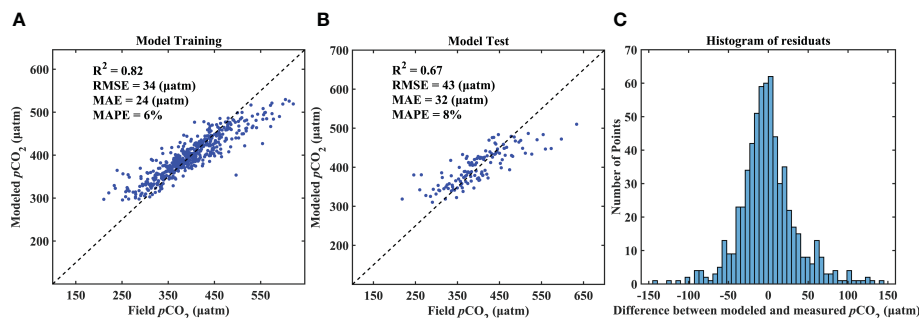 A
Model Training
R² = 0.82
RMSE = 34 (µatm)
MAE = 24 (µatm)
MAPE = 6%
Modeled pCO₂ (µatm)
600
500
400
300
200
150
250
350
450
550
Field pCO₂ (µatm)
B
Model Test
R² = 0.67
RMSE = 43 (µatm)
MAE = 32 (µatm)
MAPE = 8%
Modeled pCO₂ (µatm)
700
600
500
400
300
200
150
250
350
450
550
650
Field pCO₂ (µatm)
C
Histogram of residuats
Number of Points
70
60
50
40
30
20
10
0
-150
-100
-50
0
50
100
150
Difference between modeled and measured pCO₂ (µatm)